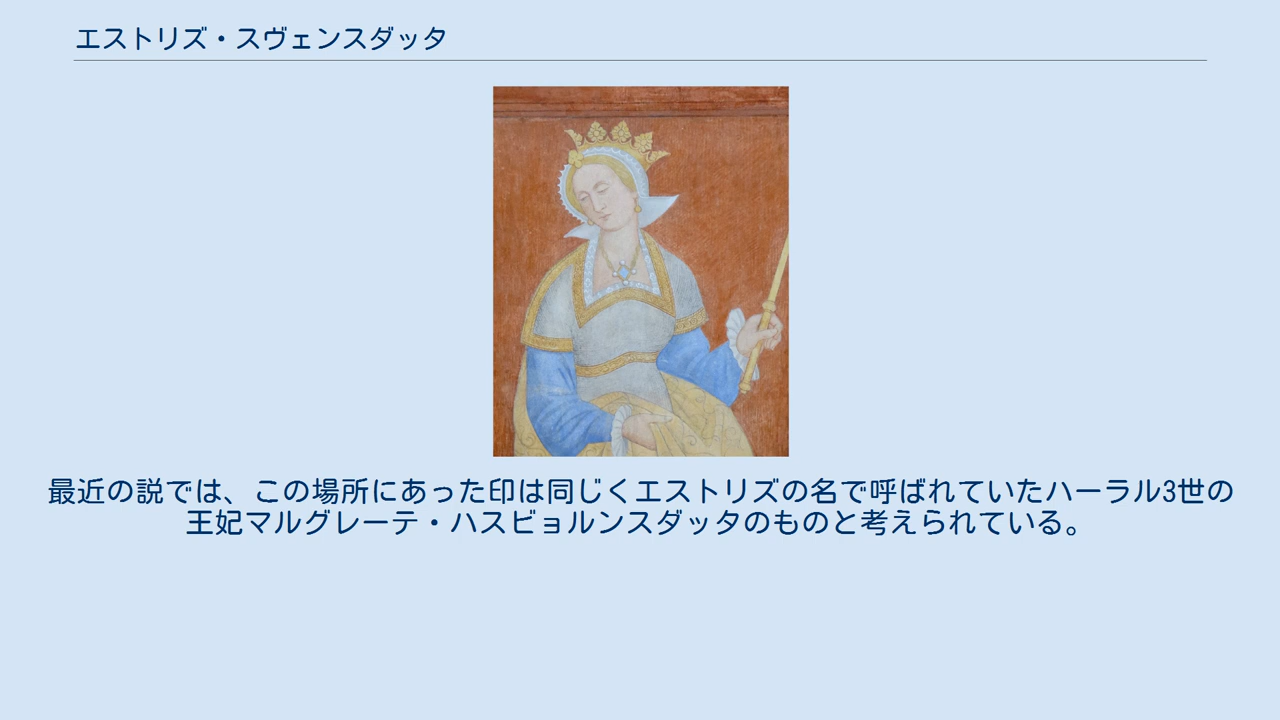 エストリズ・スヴェンスダッタ
最近の説では、この場所にあった印は同じくエストリズの名で呼ばれていたハーラル3世の
王妃マルグレーテ・ハスビョルンスダッタのものと考えられている。